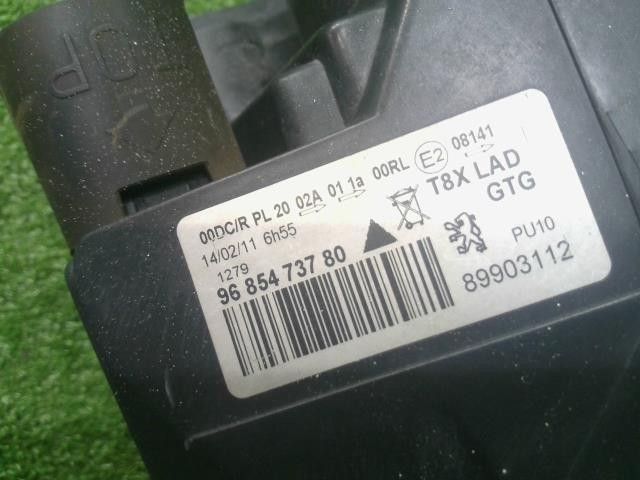 TOP
00DC/R PL 20 02A 01 1a 00RL E2 08141
14/02/11 6h55 T8X LAD
1279 GTG
96 854 737 80 PU10
89903112